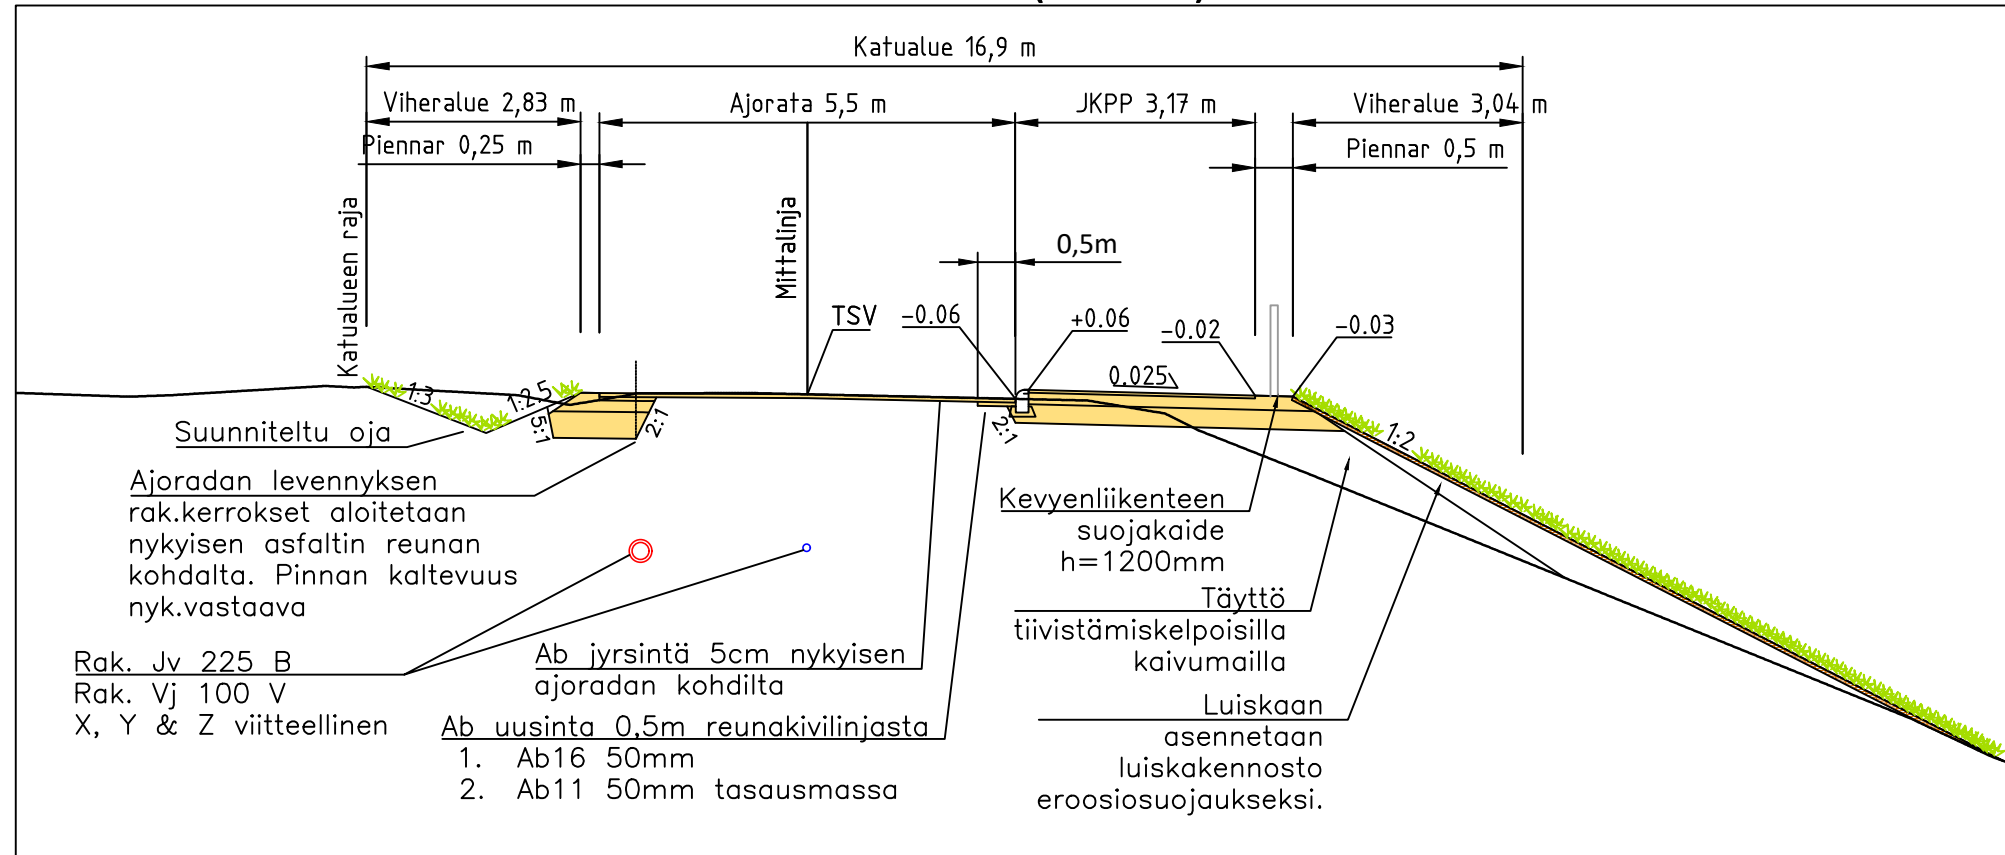 Katualue 16,9 m
Viheralue 2,83 m
Ajorata 5,5 m
JKPP 3,17 m
Viheralue 3,04 m
Piennar 0,25 m
Piennar 0,5 m
Katualueen raja
Mittalinja
0,5m
TSV
-0.06
+0.06
-0.02
-0.03
0.025
1:3
1:2.5
5:1
2:1
2:1
1:2
Suunniteltu oja
Ajoradan levennyksen
rak.kerrokset aloitetaan
nykyisen asfaltin reunan
kohdalta. Pinnan kaltevuus
nyk.vastaava
Rak. Jv 225 B
Rak. Vj 100 V
X, Y & Z viitteellinen
Ab jyrsintä 5cm nykyisen
ajoradan kohdilta
Ab uusinta 0,5m reunakivilinjasta
1. Ab16 50mm
2. Ab11 50mm tasausmassa
Kevyenliikenteen
suojakaide
h=1200mm
Täyttö
tiivistämiskelpoisilla
kaivumailla
Luiskaan
asennetaan
luiskakennosto
eroosiosuojaukseksi.